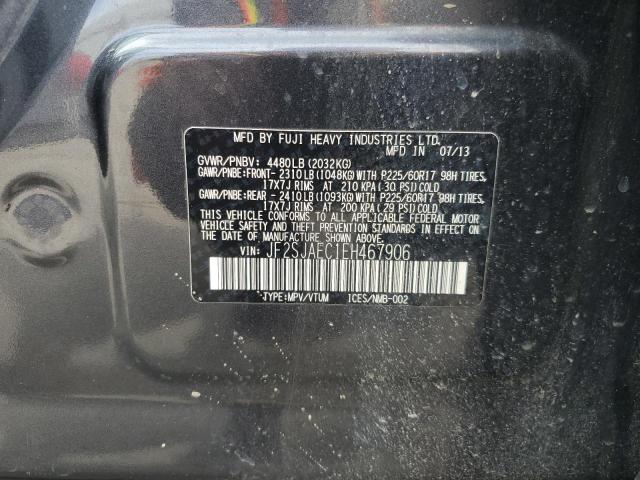 MFD BY FUJI HEAVY INDUSTRIES LTD.
MFD IN 07/13
GVWR/PNBV: 4480LB (2032KG)
GAWR/PNBE:FRONT- 2310LB (1048KG) WITH P225/60R17 98H TIRES,
17X7J RIMS AT 210 KPA (30 PSI) COLD
GAWR/PNBE:REAR - 2410LB (1093KG) WITH P225/60R17 98H TIRES,
17X7J RIMS AT 200 KPA (29 PSI) COLD
THIS VEHICLE CONFORMS TO ALL APPLICABLE FEDERAL MOTOR
VEHICLE SAFETY AND THEFT PREVENTION STANDARDS IN EFFECT ON
THE DATE OF MANUFACTURE SHOWN ABOVE.
VIN: JF2SJAEC1EH467906
TYPE:MPV/VTUM ICES/NMB-002